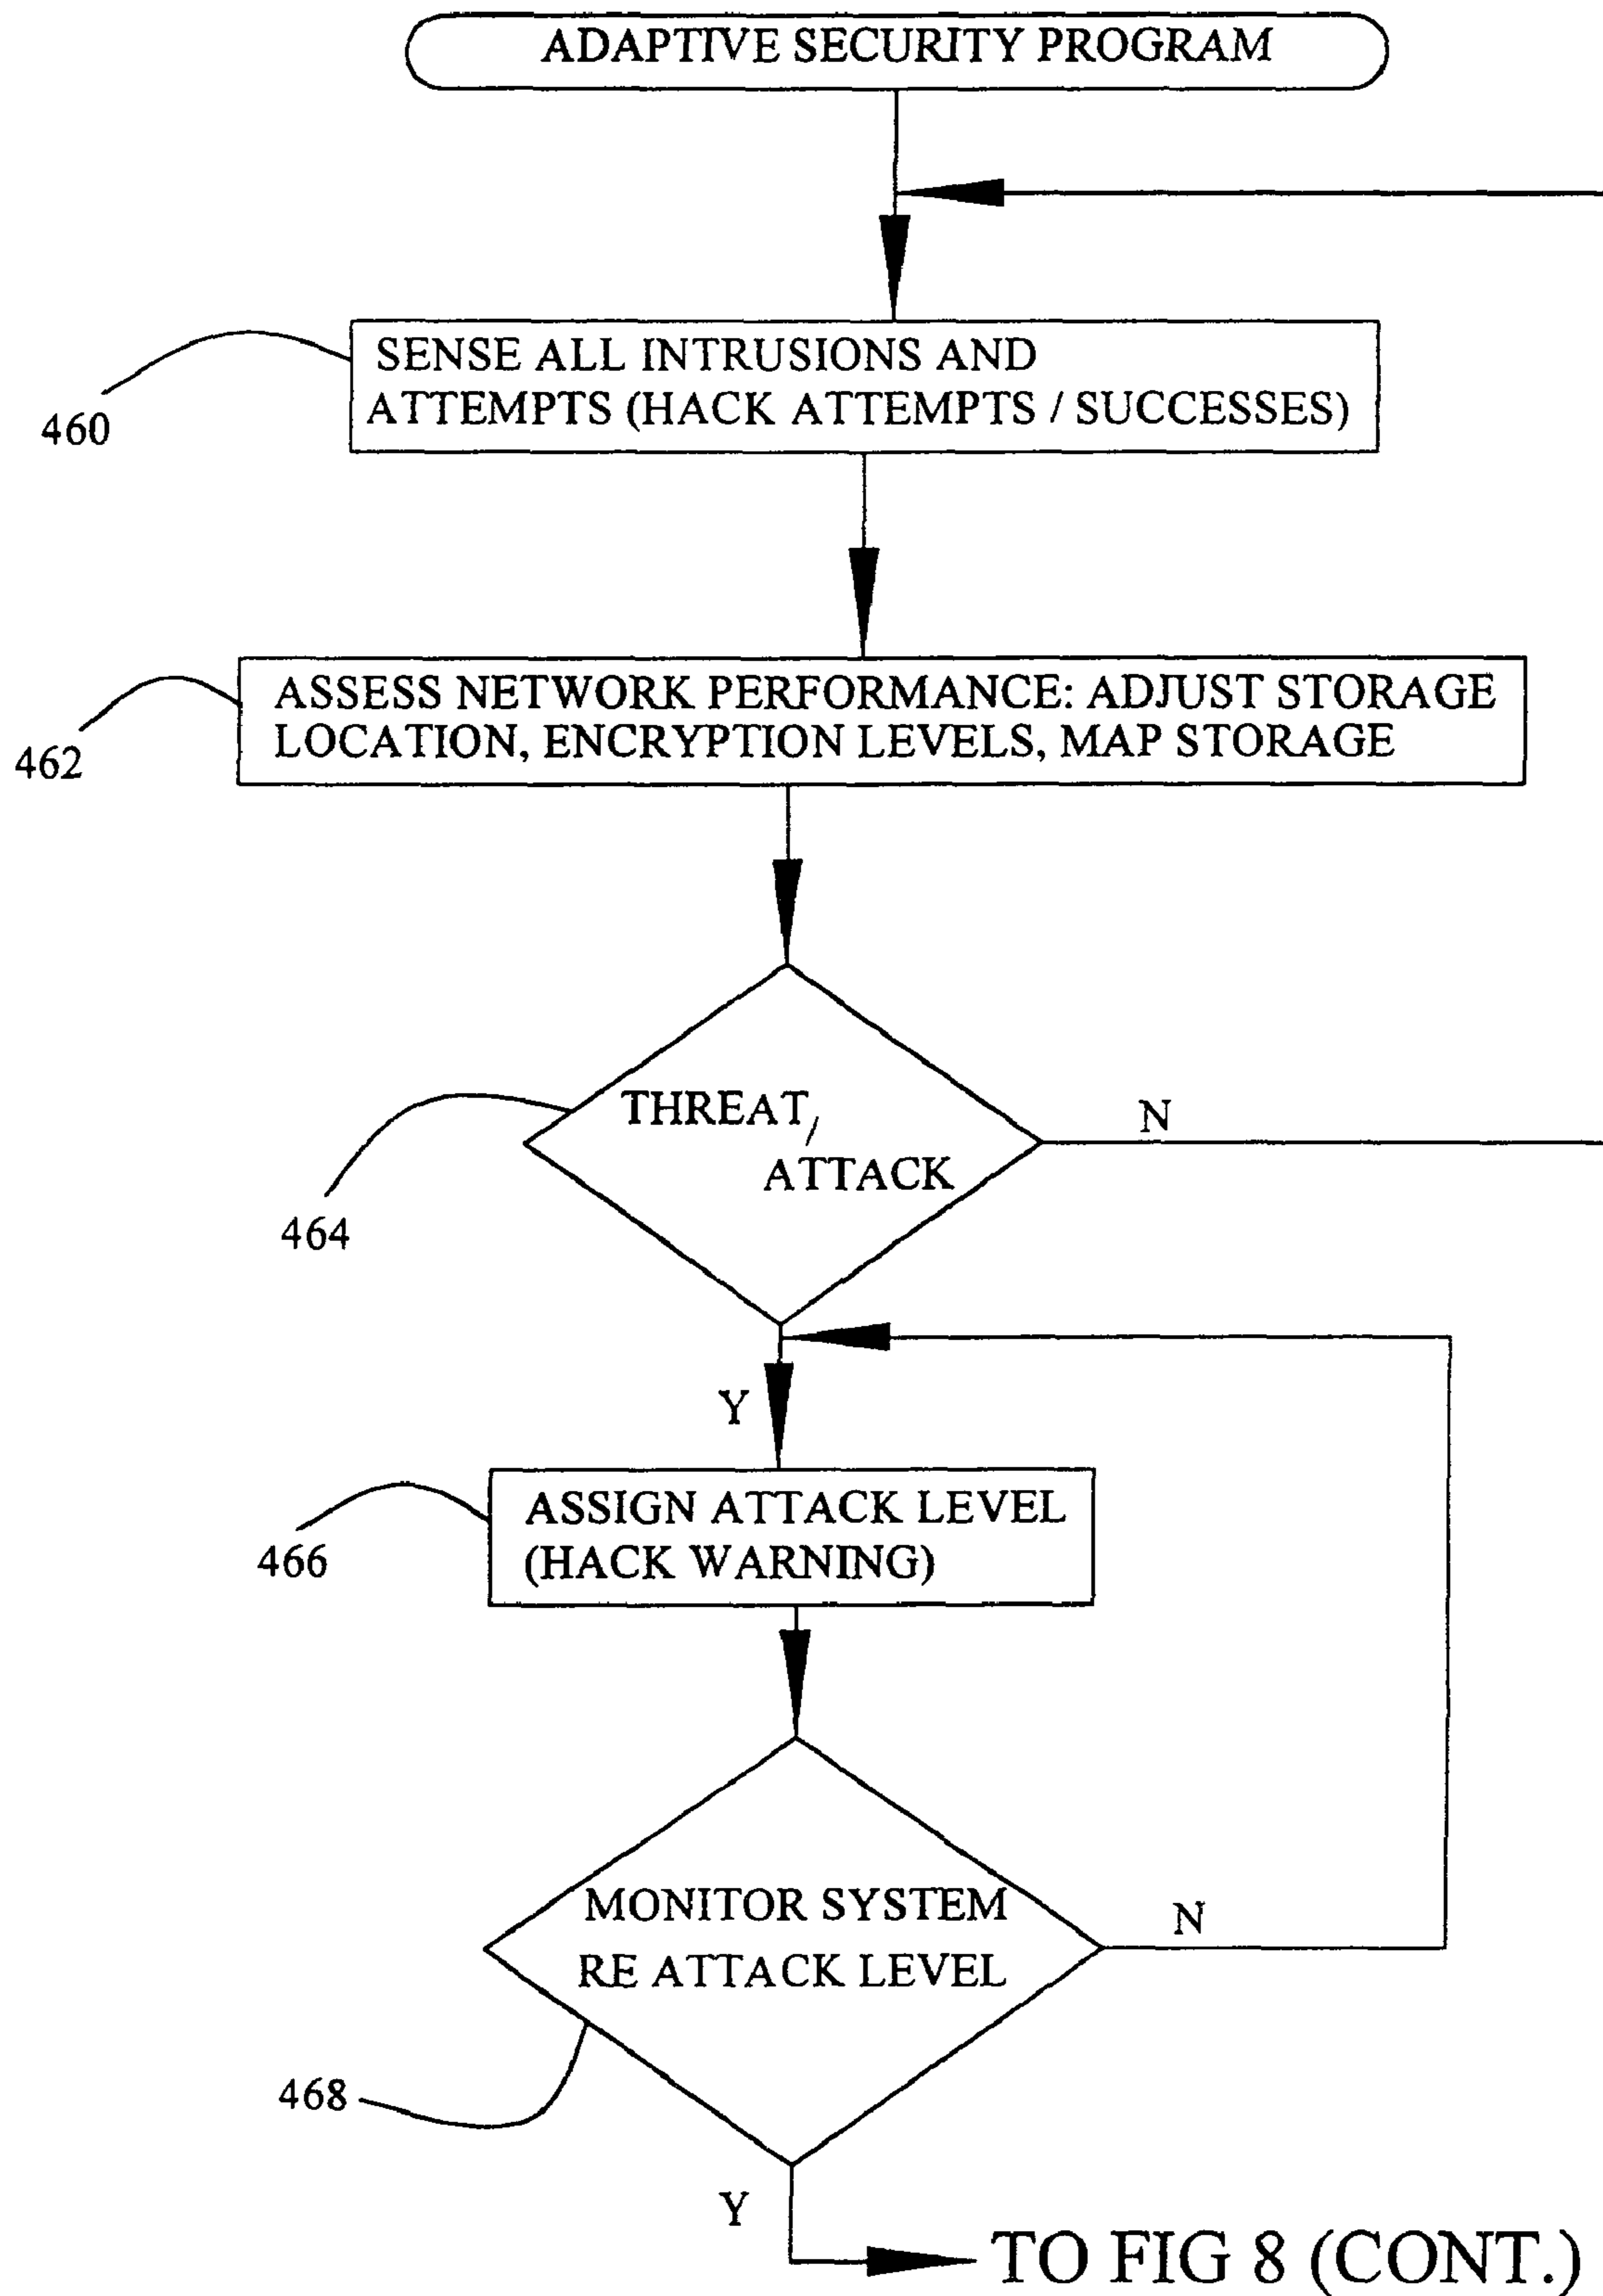 ADAPTIVE SECURITY PROGRAM
SENSE ALL INTRUSIONS AND
ATTEMPTS (HACK ATTEMPTS / SUCCESSES)
460
ASSESS NETWORK PERFORMANCE: ADJUST STORAGE
LOCATION, ENCRYPTION LEVELS, MAP STORAGE
462
THREAT/
ATTACK
N
464
Y
ASSIGN ATTACK LEVEL
(HACK WARNING)
466
MONITOR SYSTEM
RE ATTACK LEVEL
N
468
Y
TO FIG 8 (CONT.)